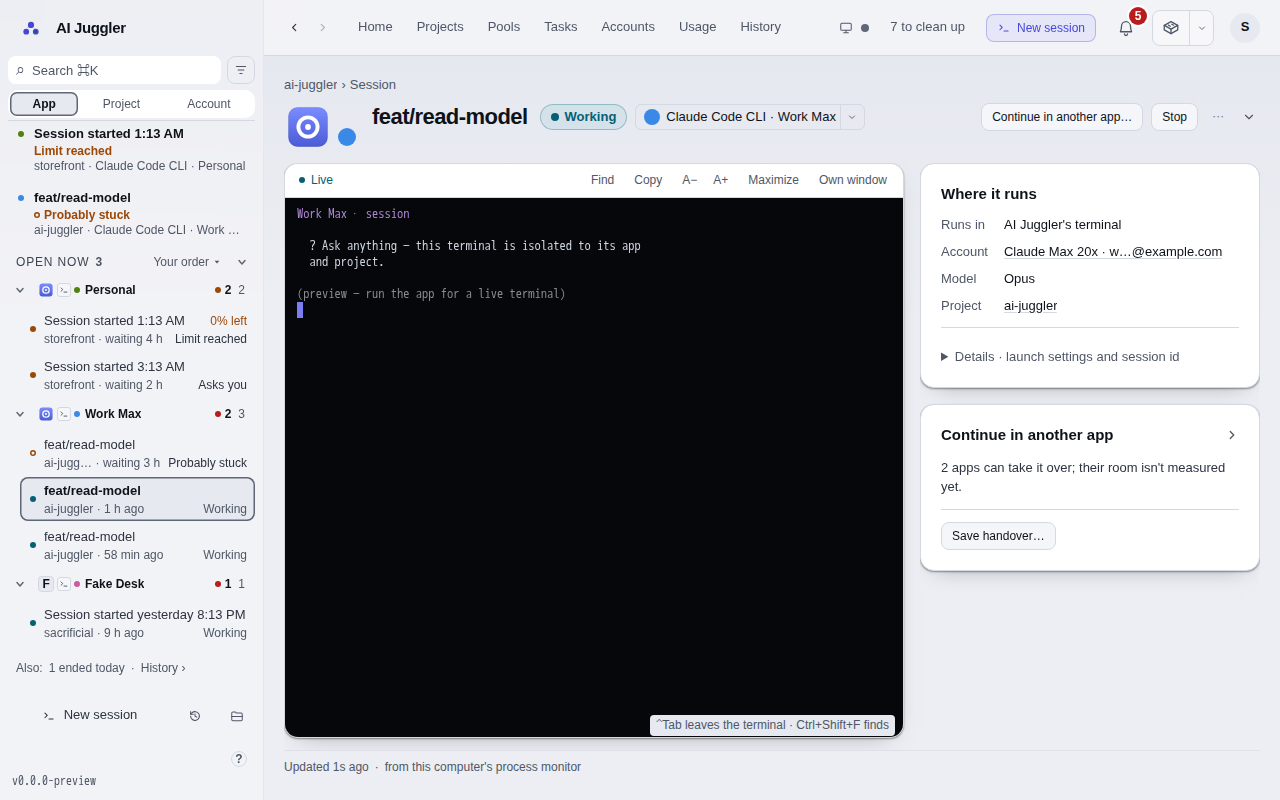 AI Juggler
Search ⌘K
App Project Account
Session started 1:13 AM
Limit reached
storefront · Claude Code CLI · Personal
feat/read-model
Probably stuck
ai-juggler · Claude Code CLI · Work …
OPEN NOW 3 Your order
Personal 2 2
Session started 1:13 AM 0% left
storefront · waiting 4 h Limit reached
Session started 3:13 AM
storefront · waiting 2 h Asks you
Work Max 2 3
feat/read-model
ai-jugg… · waiting 3 h Probably stuck
feat/read-model
ai-juggler · 1 h ago Working
feat/read-model
ai-juggler · 58 min ago Working
F Fake Desk 1 1
Session started yesterday 8:13 PM
sacrificial · 9 h ago Working
Also: 1 ended today · History ›
New session
?
v0.0.0-preview
Home Projects Pools Tasks Accounts Usage History
7 to clean up
New session
5
S
ai-juggler › Session
feat/read-model
Working
Claude Code CLI · Work Max
Continue in another app…
Stop
···
Live
Find Copy A− A+ Maximize Own window
Work Max · session
? Ask anything — this terminal is isolated to its app
and project.
(preview — run the app for a live terminal)
^Tab leaves the terminal · Ctrl+Shift+F finds
Where it runs
Runs in AI Juggler's terminal
Account Claude Max 20x · w…@example.com
Model Opus
Project ai-juggler
Details · launch settings and session id
Continue in another app
2 apps can take it over; their room isn't measured
yet.
Save handover…
Updated 1s ago · from this computer's process monitor